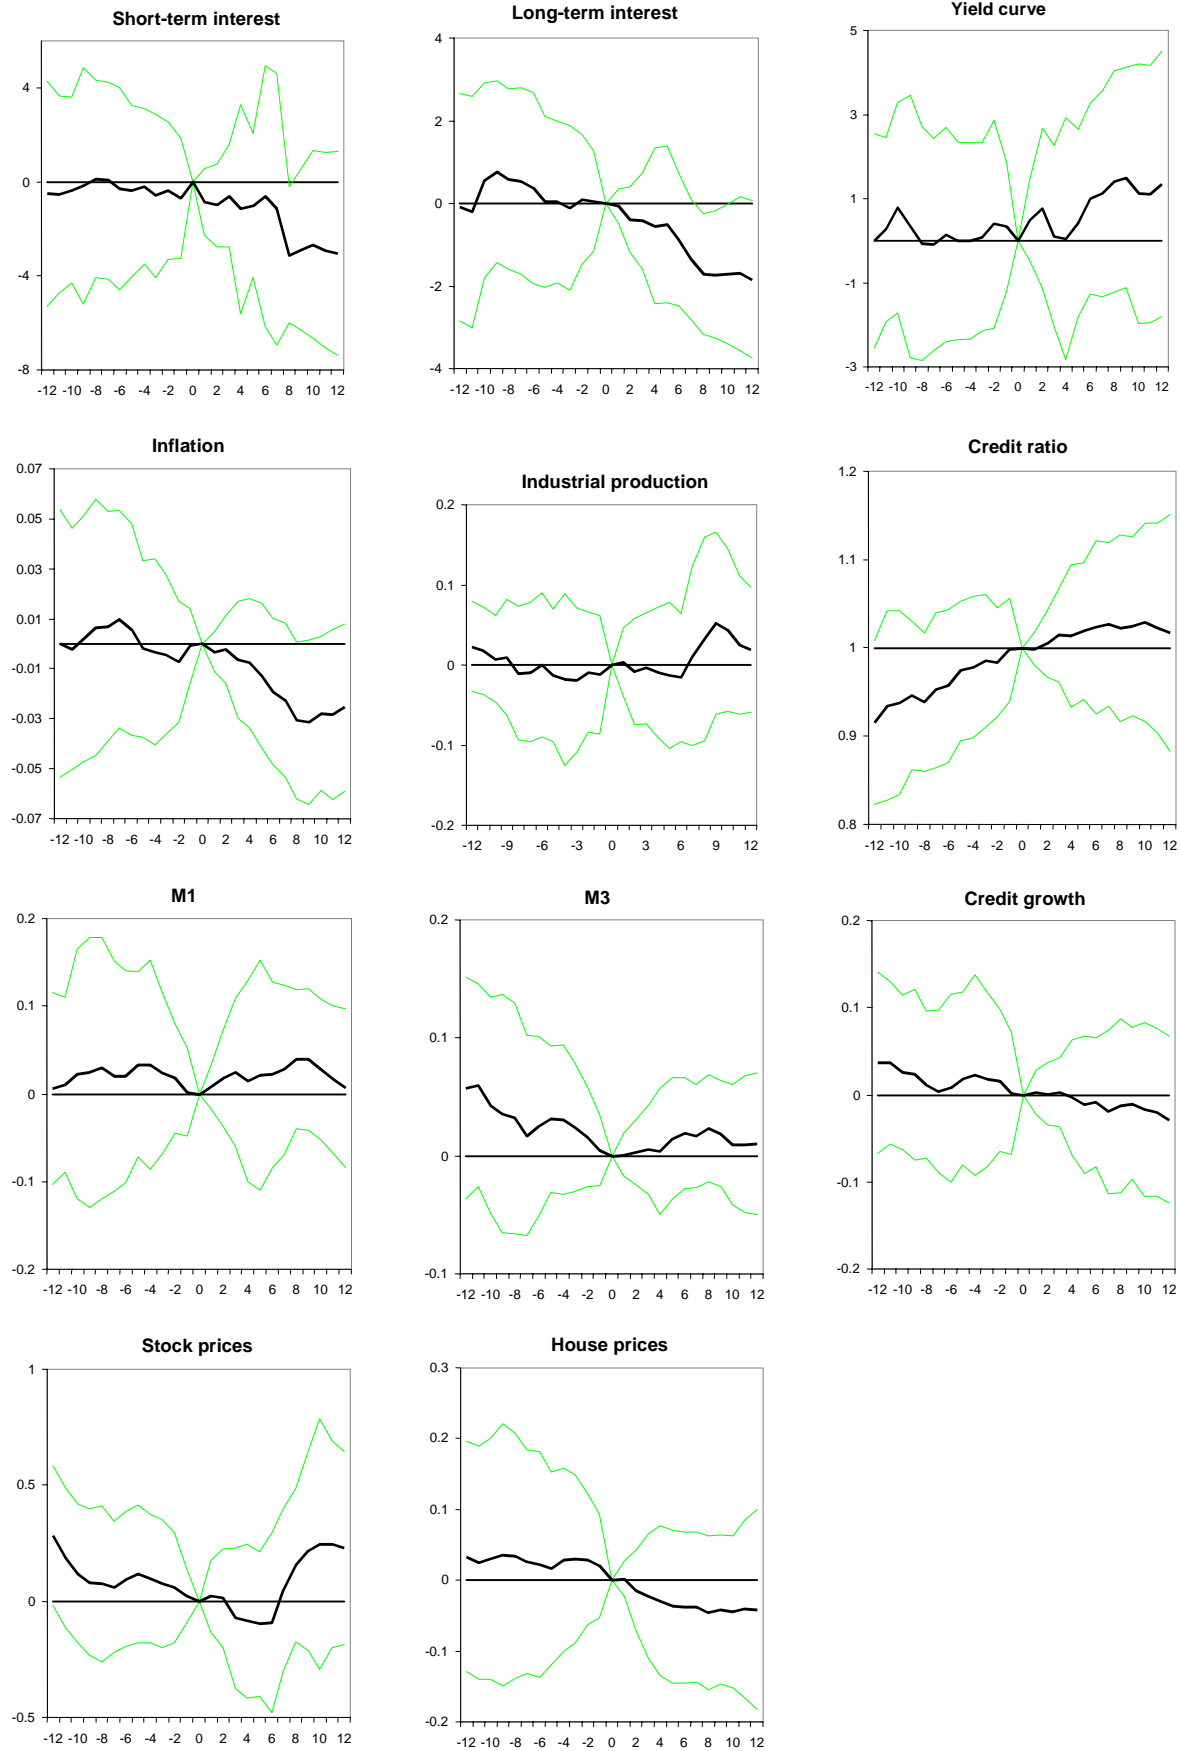 Short-term interest
4
0
-4
-8
-12 -10 -8 -6 -4 -2 0 2 4 6 8 10 12
Long-term interest
4
2
0
-2
-4
-12 -10 -8 -6 -4 -2 0 2 4 6 8 10 12
Yield curve
5
3
1
-1
-3
-12 -10 -8 -6 -4 -2 0 2 4 6 8 10 12
Inflation
0.07
0.05
0.03
0.01
-0.01
-0.03
-0.05
-0.07
-12 -10 -8 -6 -4 -2 0 2 4 6 8 10 12
Industrial production
0.2
0.1
0
-0.1
-0.2
-12 -9 -6 -3 0 3 6 9 12
Credit ratio
1.2
1.1
1
0.9
0.8
-12 -10 -8 -6 -4 -2 0 2 4 6 8 10 12
M1
0.2
0.1
0
-0.1
-0.2
-12 -10 -8 -6 -4 -2 0 2 4 6 8 10 12
M3
0.2
0.1
0
-0.1
-12 -10 -8 -6 -4 -2 0 2 4 6 8 10 12
Credit growth
0.2
0.1
0
-0.1
-0.2
-12 -10 -8 -6 -4 -2 0 2 4 6 8 10 12
Stock prices
1
0.5
0
-0.5
-12 -10 -8 -6 -4 -2 0 2 4 6 8 10 12
House prices
0.3
0.2
0.1
0
-0.1
-0.2
-12 -10 -8 -6 -4 -2 0 2 4 6 8 10 12